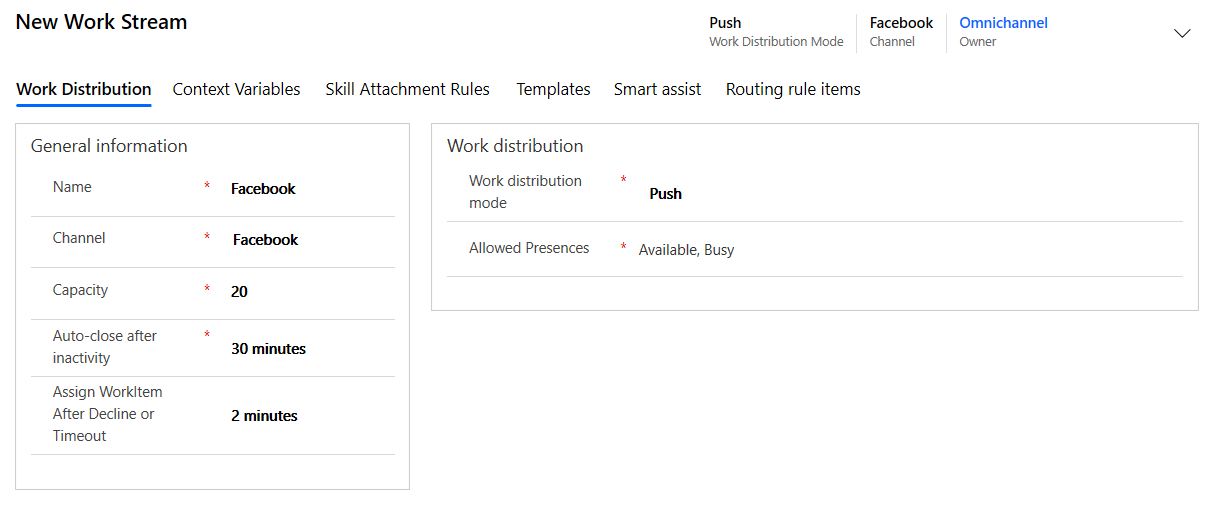 New Work Stream
Push
Work Distribution Mode
Facebook
Channel
Omnichannel
Owner
Work Distribution
Context Variables
Skill Attachment Rules
Templates
Smart assist
Routing rule items
General information
Name * Facebook
Channel * Facebook
Capacity * 20
Auto-close after
inactivity
* 30 minutes
Assign WorkItem
After Decline or
Timeout
2 minutes
Work distribution
Work distribution
mode
* Push
Allowed Presences * Available, Busy